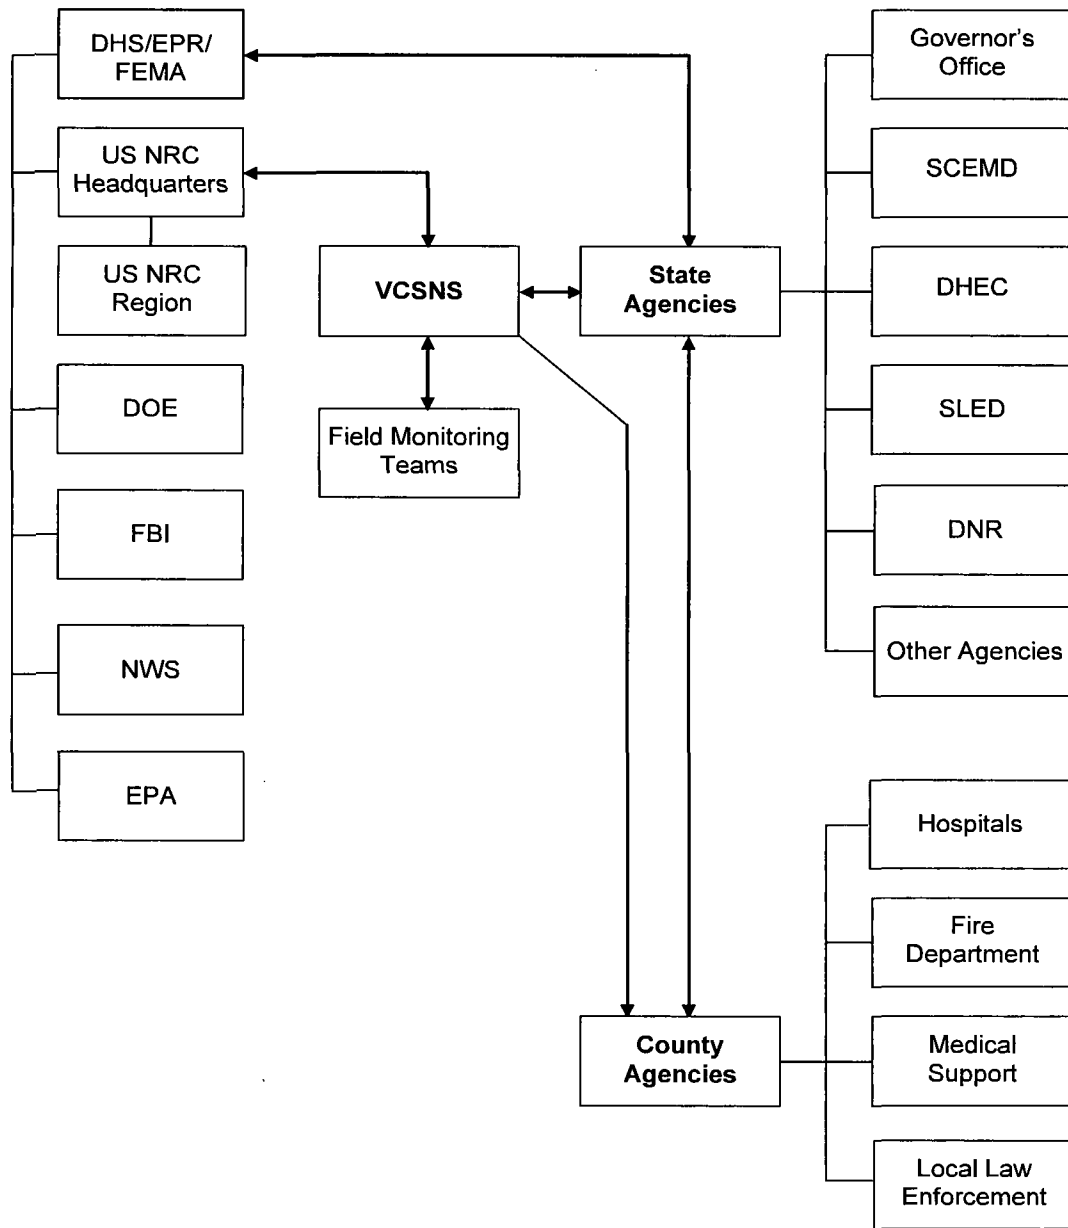 DHS/EPR/
FEMA
US NRC
Headquarters
US NRC
Region
DOE
FBI
NWS
EPA
VCSNS
Field Monitoring
Teams
State
Agencies
County
Agencies
Governor's
Office
SCEMD
DHEC
SLED
DNR
Other Agencies
Hospitals
Fire
Department
Medical
Support
Local Law
Enforcement